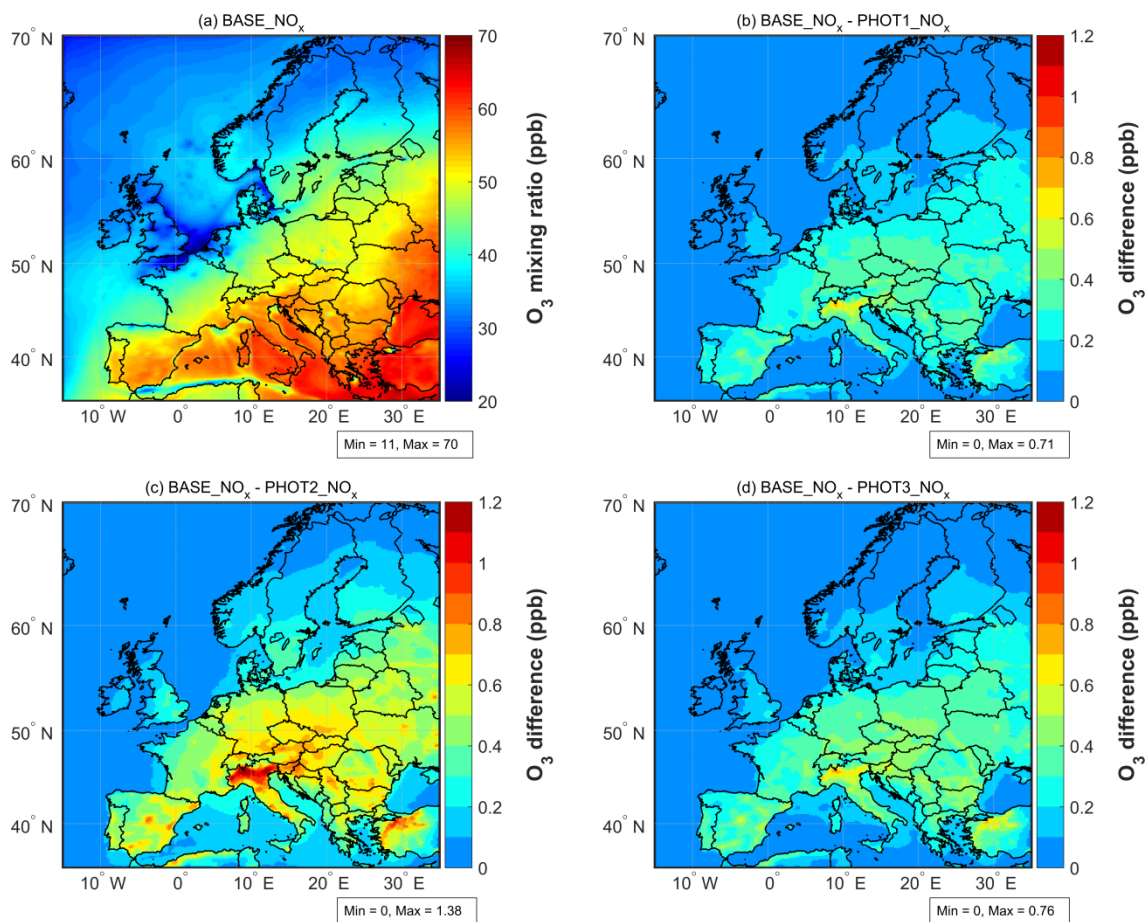 (a) BASE_NOₓ
70° N
60° N
50° N
40° N
10° W
0°
10° E
20° E
30° E
70
60
50
40
30
20
O₃ mixing ratio (ppb)
Min = 11, Max = 70
(b) BASE_NOₓ - PHOT1_NOₓ
70° N
60° N
50° N
40° N
10° W
0°
10° E
20° E
30° E
1.2
1
0.8
0.6
0.4
0.2
0
O₃ difference (ppb)
Min = 0, Max = 0.71
(c) BASE_NOₓ - PHOT2_NOₓ
70° N
60° N
50° N
40° N
10° W
0°
10° E
20° E
30° E
1.2
1
0.8
0.6
0.4
0.2
0
O₃ difference (ppb)
Min = 0, Max = 1.38
(d) BASE_NOₓ - PHOT3_NOₓ
70° N
60° N
50° N
40° N
10° W
0°
10° E
20° E
30° E
1.2
1
0.8
0.6
0.4
0.2
0
O₃ difference (ppb)
Min = 0, Max = 0.76